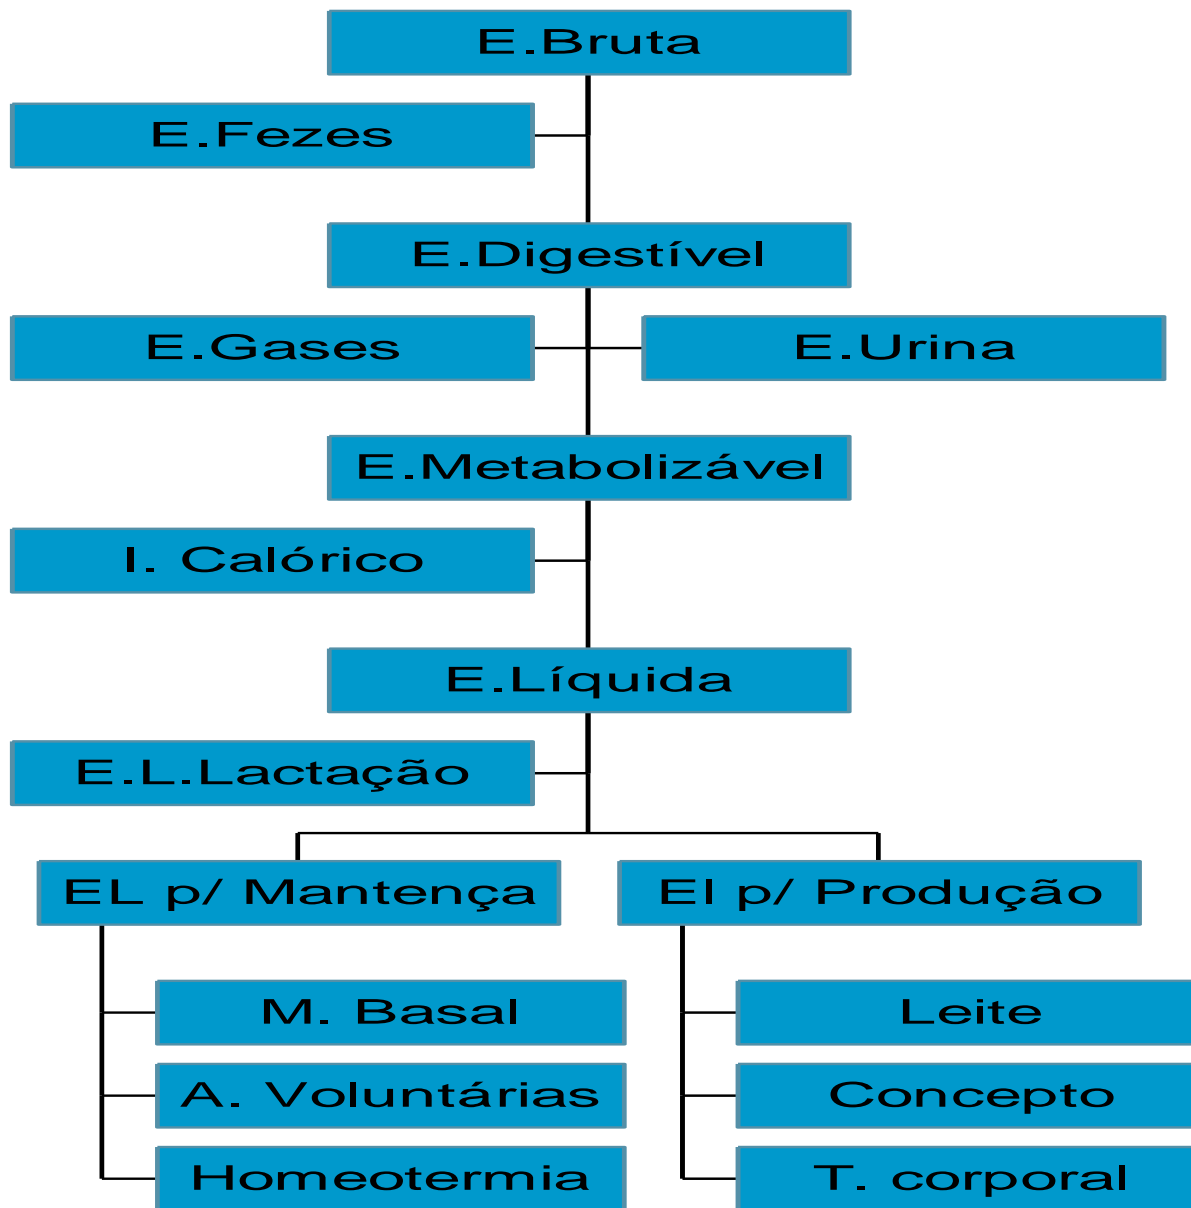 E.Bruta
E.Fezes
E.Digestível
E.Gases
E.Urina
E.Metabolizável
I. Calórico
E.Líquida
E.L.Lactação
EL p/ Mantença
El p/ Produção
M. Basal
Leite
A. Voluntárias
Concepto
Homeotermia
T. corporal